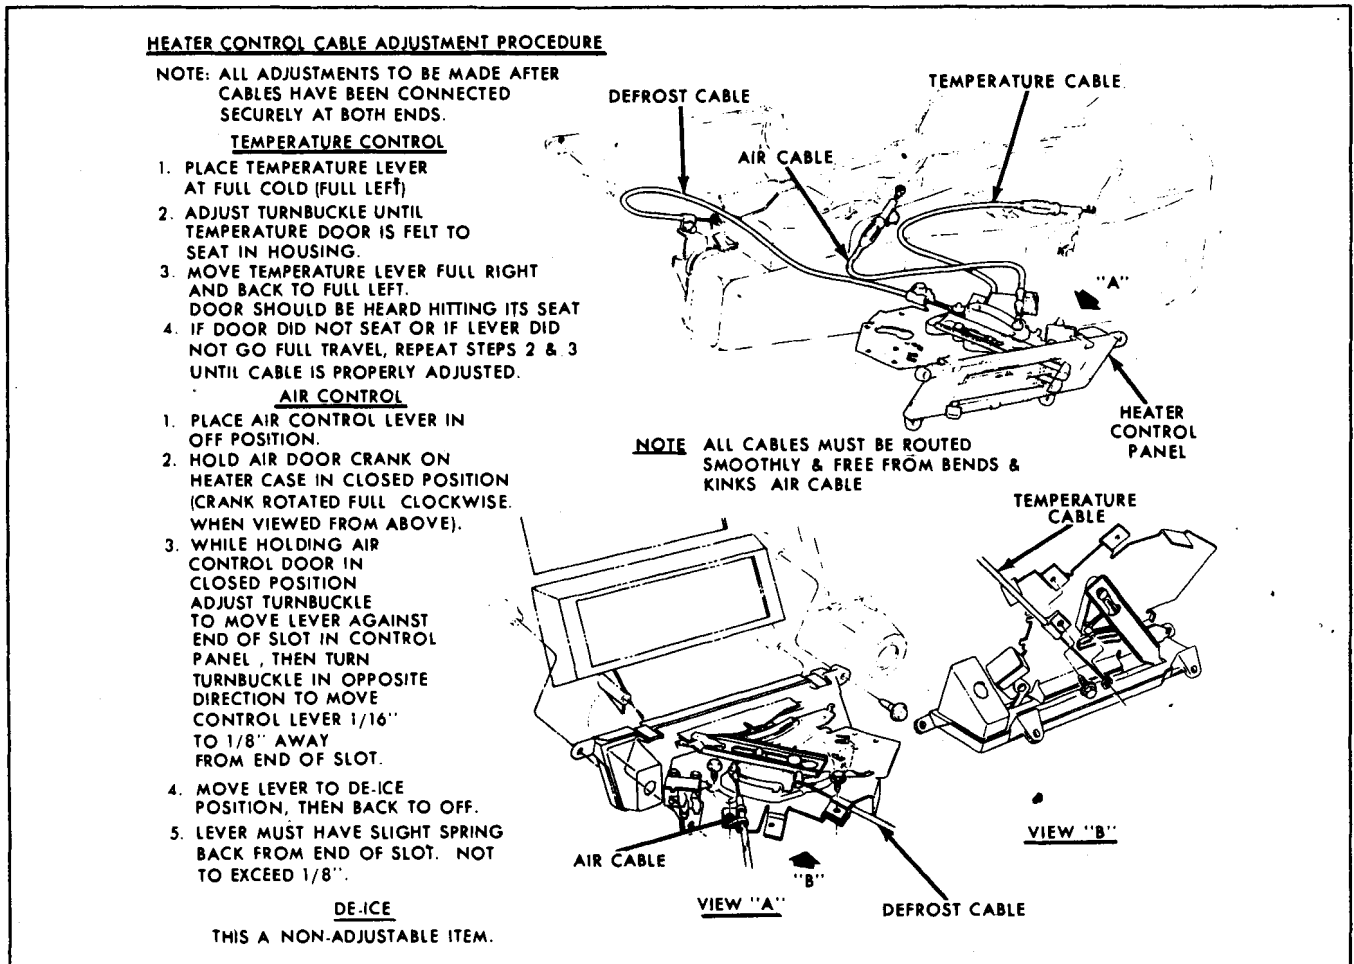 HEATER CONTROL CABLE ADJUSTMENT PROCEDURE
NOTE: ALL ADJUSTMENTS TO BE MADE AFTER
CABLES HAVE BEEN CONNECTED
SECURELY AT BOTH ENDS.
TEMPERATURE CONTROL
1. PLACE TEMPERATURE LEVER
AT FULL COLD (FULL LEFT)
2. ADJUST TURNBUCKLE UNTIL
TEMPERATURE DOOR IS FELT TO
SEAT IN HOUSING.
3. MOVE TEMPERATURE LEVER FULL RIGHT
AND BACK TO FULL LEFT.
DOOR SHOULD BE HEARD HITTING ITS SEAT
4. IF DOOR DID NOT SEAT OR IF LEVER DID
NOT GO FULL TRAVEL, REPEAT STEPS 2 & 3
UNTIL CABLE IS PROPERLY ADJUSTED.
AIR CONTROL
1. PLACE AIR CONTROL LEVER IN
OFF POSITION.
2. HOLD AIR DOOR CRANK ON
HEATER CASE IN CLOSED POSITION
(CRANK ROTATED FULL CLOCKWISE.
WHEN VIEWED FROM ABOVE).
3. WHILE HOLDING AIR
CONTROL DOOR IN
CLOSED POSITION
ADJUST TURNBUCKLE
TO MOVE LEVER AGAINST
END OF SLOT IN CONTROL
PANEL , THEN TURN
TURNBUCKLE IN OPPOSITE
DIRECTION TO MOVE
CONTROL LEVER 1/16"
TO 1/8" AWAY
FROM END OF SLOT.
4. MOVE LEVER TO DE-ICE
POSITION, THEN BACK TO OFF.
5. LEVER MUST HAVE SLIGHT SPRING
BACK FROM END OF SLOT. NOT
TO EXCEED 1/8".
DE-ICE
THIS A NON-ADJUSTABLE ITEM.
DEFROST CABLE
TEMPERATURE CABLE
AIR CABLE
"A"
HEATER
CONTROL
PANEL
NOTE ALL CABLES MUST BE ROUTED
SMOOTHLY & FREE FROM BENDS &
KINKS AIR CABLE
TEMPERATURE
CABLE
VIEW "B"
AIR CABLE
"B"
VIEW "A"
DEFROST CABLE